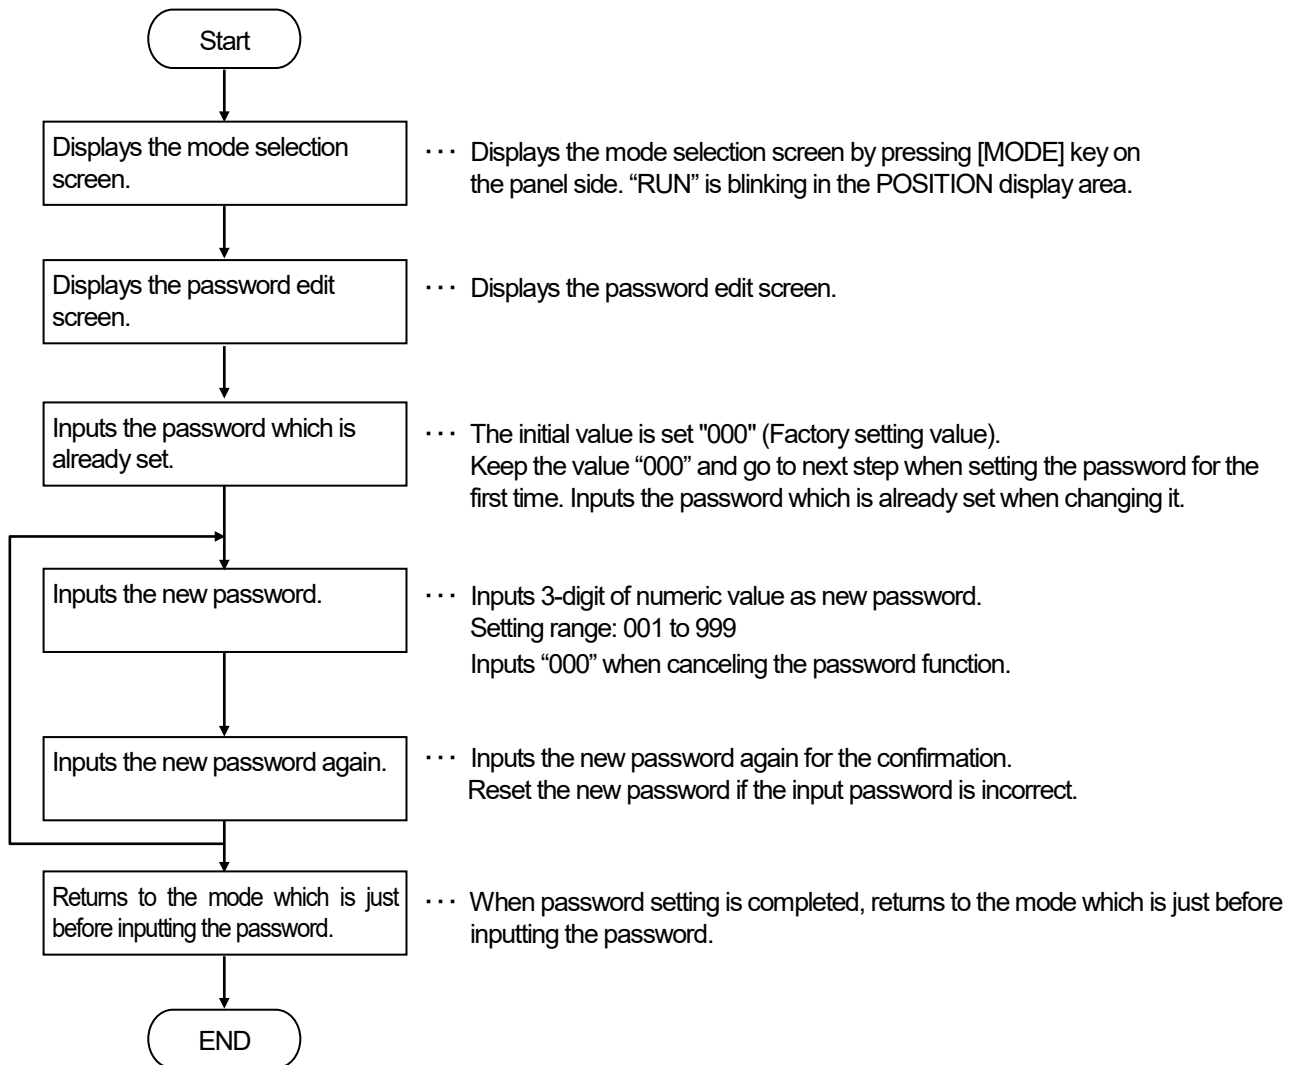 Start
Displays the mode selection
screen.
··· Displays the mode selection screen by pressing [MODE] key on
the panel side. “RUN” is blinking in the POSITION display area.
Displays the password edit
screen.
··· Displays the password edit screen.
Inputs the password which is
already set.
··· The initial value is set "000" (Factory setting value).
Keep the value “000” and go to next step when setting the password for the
first time. Inputs the password which is already set when changing it.
Inputs the new password.
··· Inputs 3-digit of numeric value as new password.
Setting range: 001 to 999
Inputs “000” when canceling the password function.
Inputs the new password again.
··· Inputs the new password again for the confirmation.
Reset the new password if the input password is incorrect.
Returns to the mode which is just
before inputting the password.
··· When password setting is completed, returns to the mode which is just before
inputting the password.
END